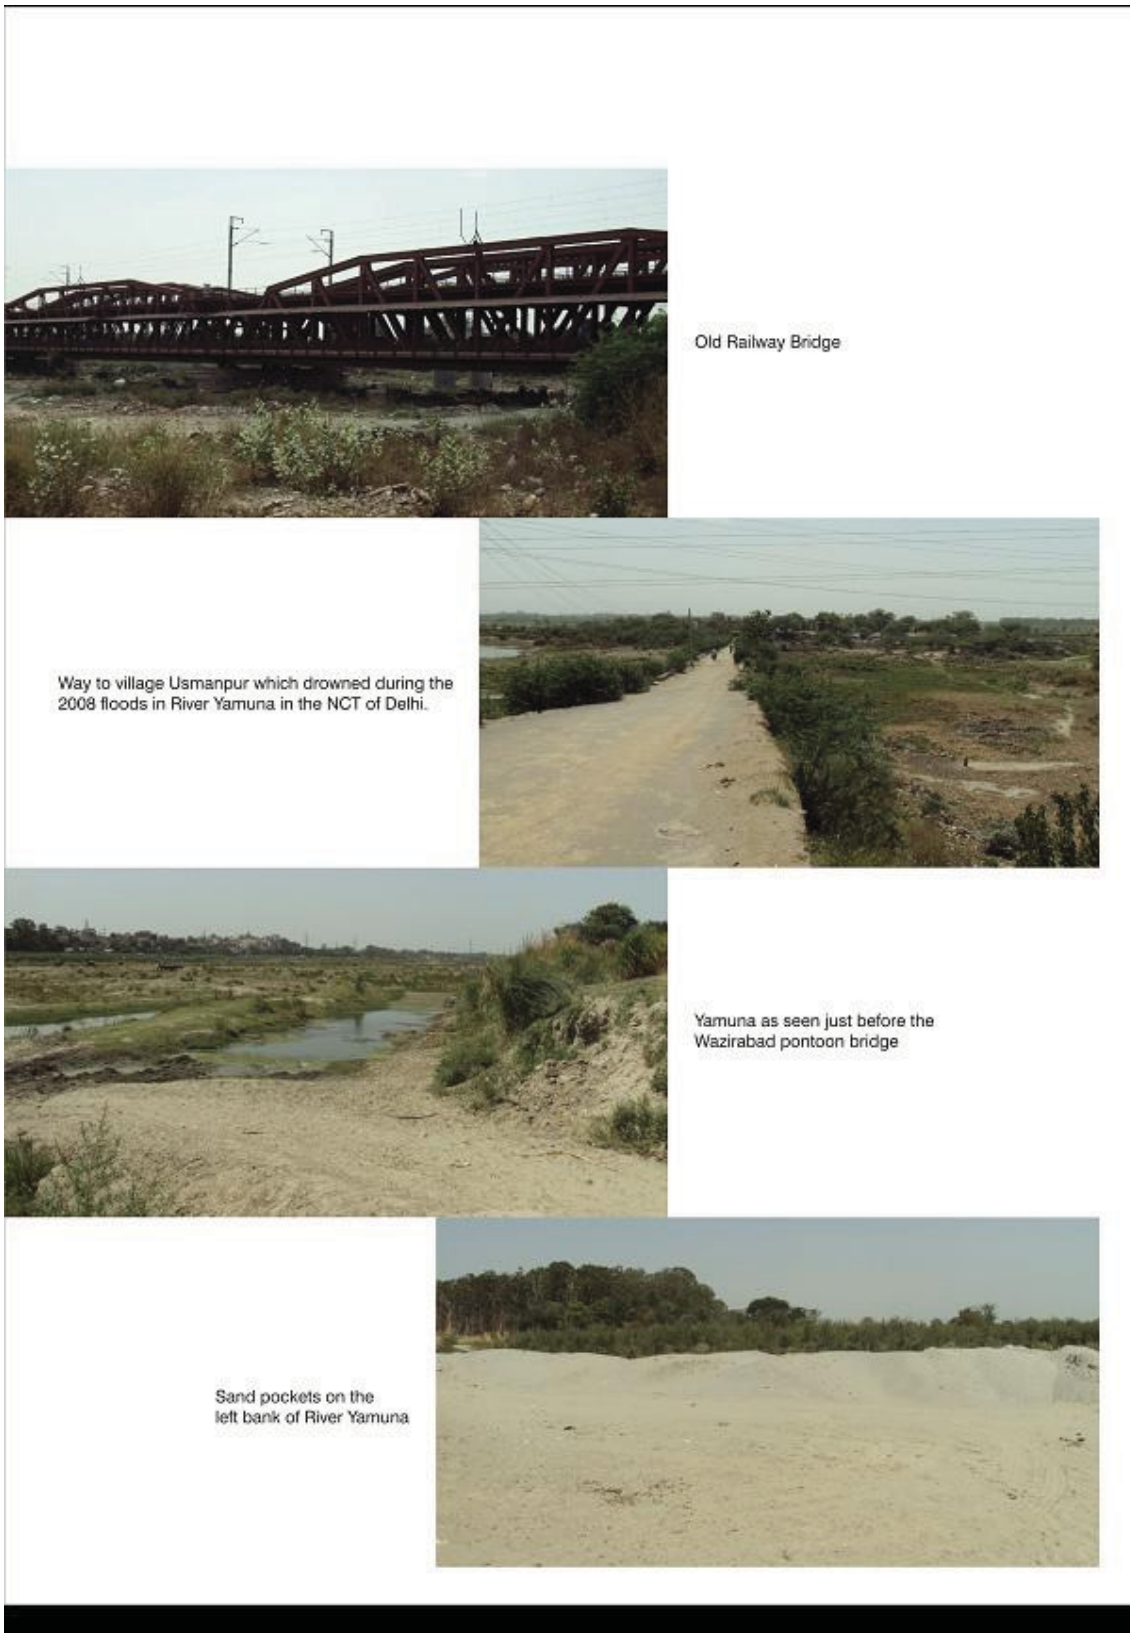 Old Railway Bridge
Way to village Usmanpur which drowned during the
2008 floods in River Yamuna in the NCT of Delhi.
Yamuna as seen just before the
Wazirabad pontoon bridge
Sand pockets on the
left bank of River Yamuna